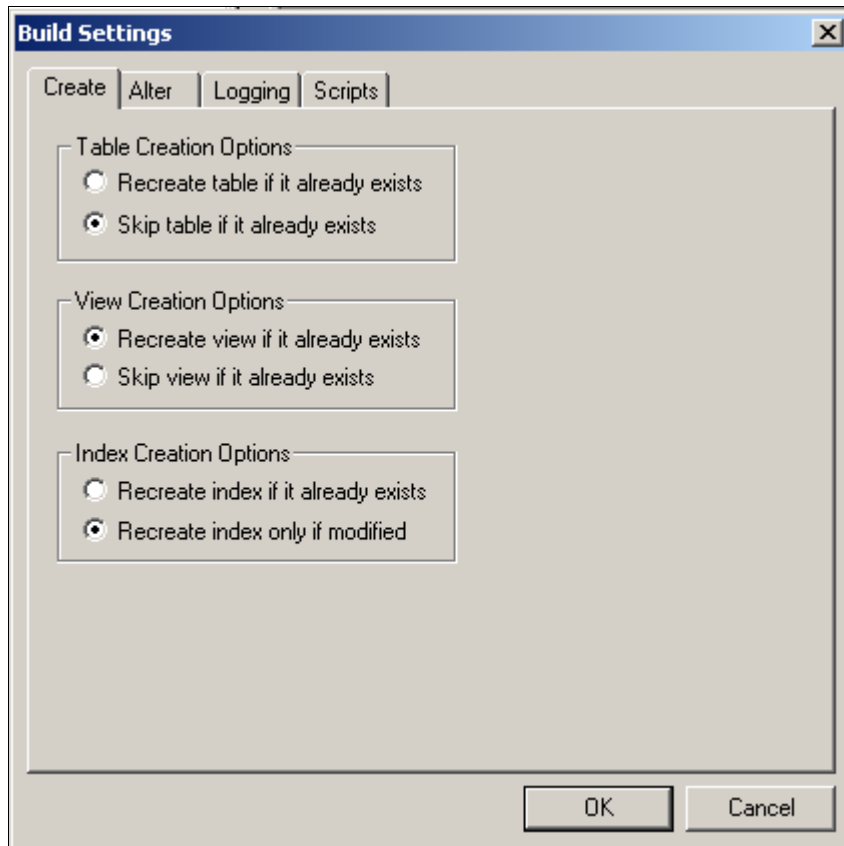 Build Settings
Create Alter Logging Scripts
Table Creation Options
Recreate table if it already exists
Skip table if it already exists
View Creation Options
Recreate view if it already exists
Skip view if it already exists
Index Creation Options
Recreate index if it already exists
Recreate index only if modified
OK Cancel